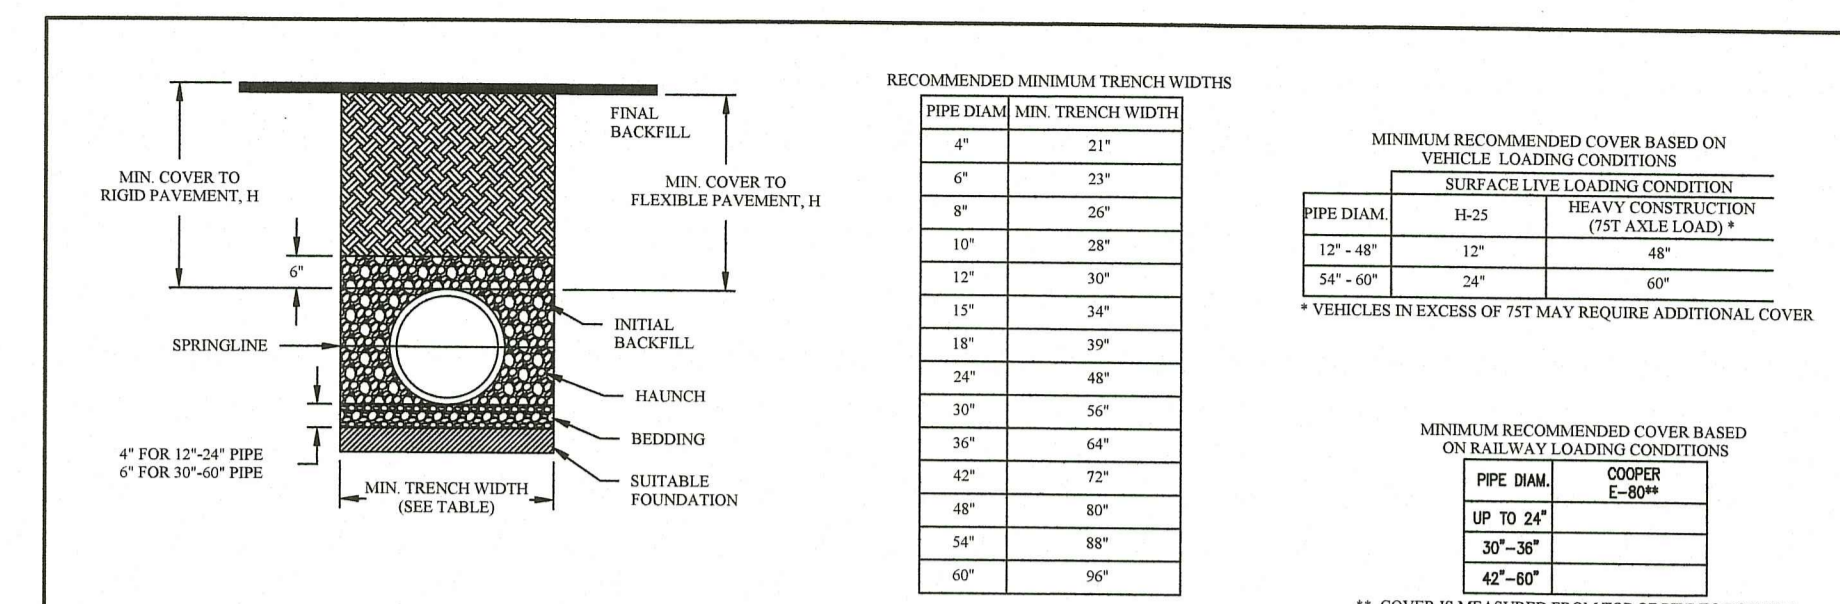 FINAL
BACKFILL
MIN. COVER TO
RIGID PAVEMENT, H
MIN. COVER TO
FLEXIBLE PAVEMENT, H
6"
INITIAL
BACKFILL
SPRINGLINE
HAUNCH
BEDDING
4" FOR 12"-24" PIPE
6" FOR 30"-60" PIPE
SUITABLE
FOUNDATION
MIN. TRENCH WIDTH
(SEE TABLE)
RECOMMENDED MINIMUM TRENCH WIDTHS
PIPE DIAM MIN. TRENCH WIDTH
4" 21"
6" 23"
8" 26"
10" 28"
12" 30"
15" 34"
18" 39"
24" 48"
30" 56"
36" 64"
42" 72"
48" 80"
54" 88"
60" 96"
MINIMUM RECOMMENDED COVER BASED ON
VEHICLE LOADING CONDITIONS
SURFACE LIVE LOADING CONDITION
PIPE DIAM. H-25 HEAVY CONSTRUCTION
(75T AXLE LOAD) *
12" - 48" 12" 48"
54" - 60" 24" 60"
* VEHICLES IN EXCESS OF 75T MAY REQUIRE ADDITIONAL COVER
MINIMUM RECOMMENDED COVER BASED
ON RAILWAY LOADING CONDITIONS
PIPE DIAM. COOPER
E-80**
UP TO 24"
30"-36"
42"-60"
** COVER IS MEASURED FROM TOP OF